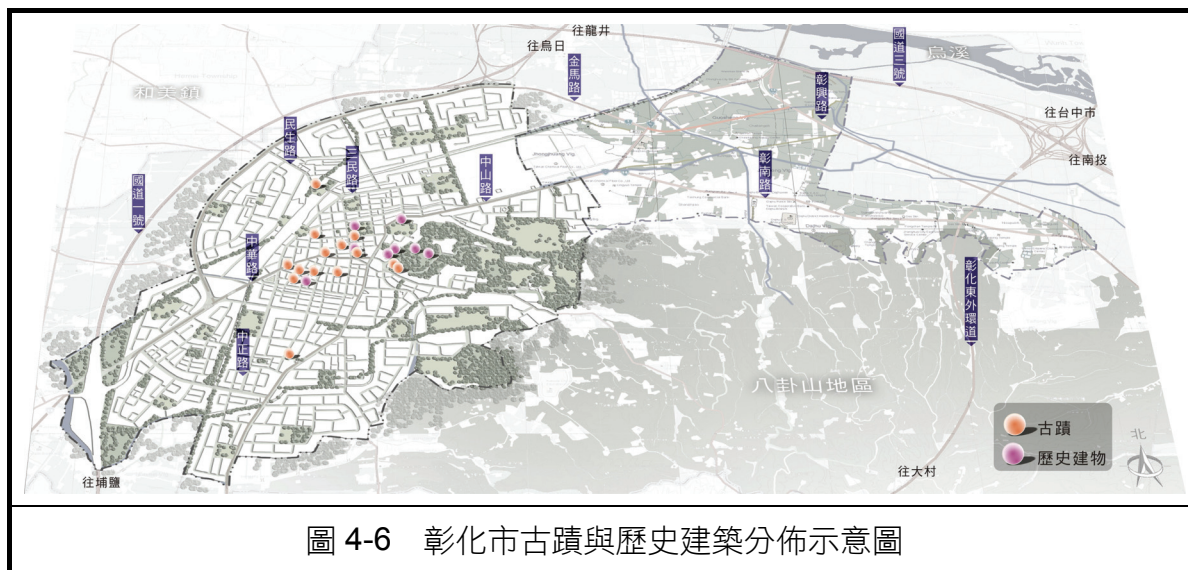 往龍井
往烏日
國道三號
烏溪
金馬路
和美鎮
彰興路
往台中市
民生路
三民路
中山路
往南投
彰南路
國道一號
中華路
彰化東外環道
中正路
八卦山地區
古蹟
北
歷史建物
往大村
往埔鹽
圖 4-6 彰化市古蹟與歷史建築分佈示意圖